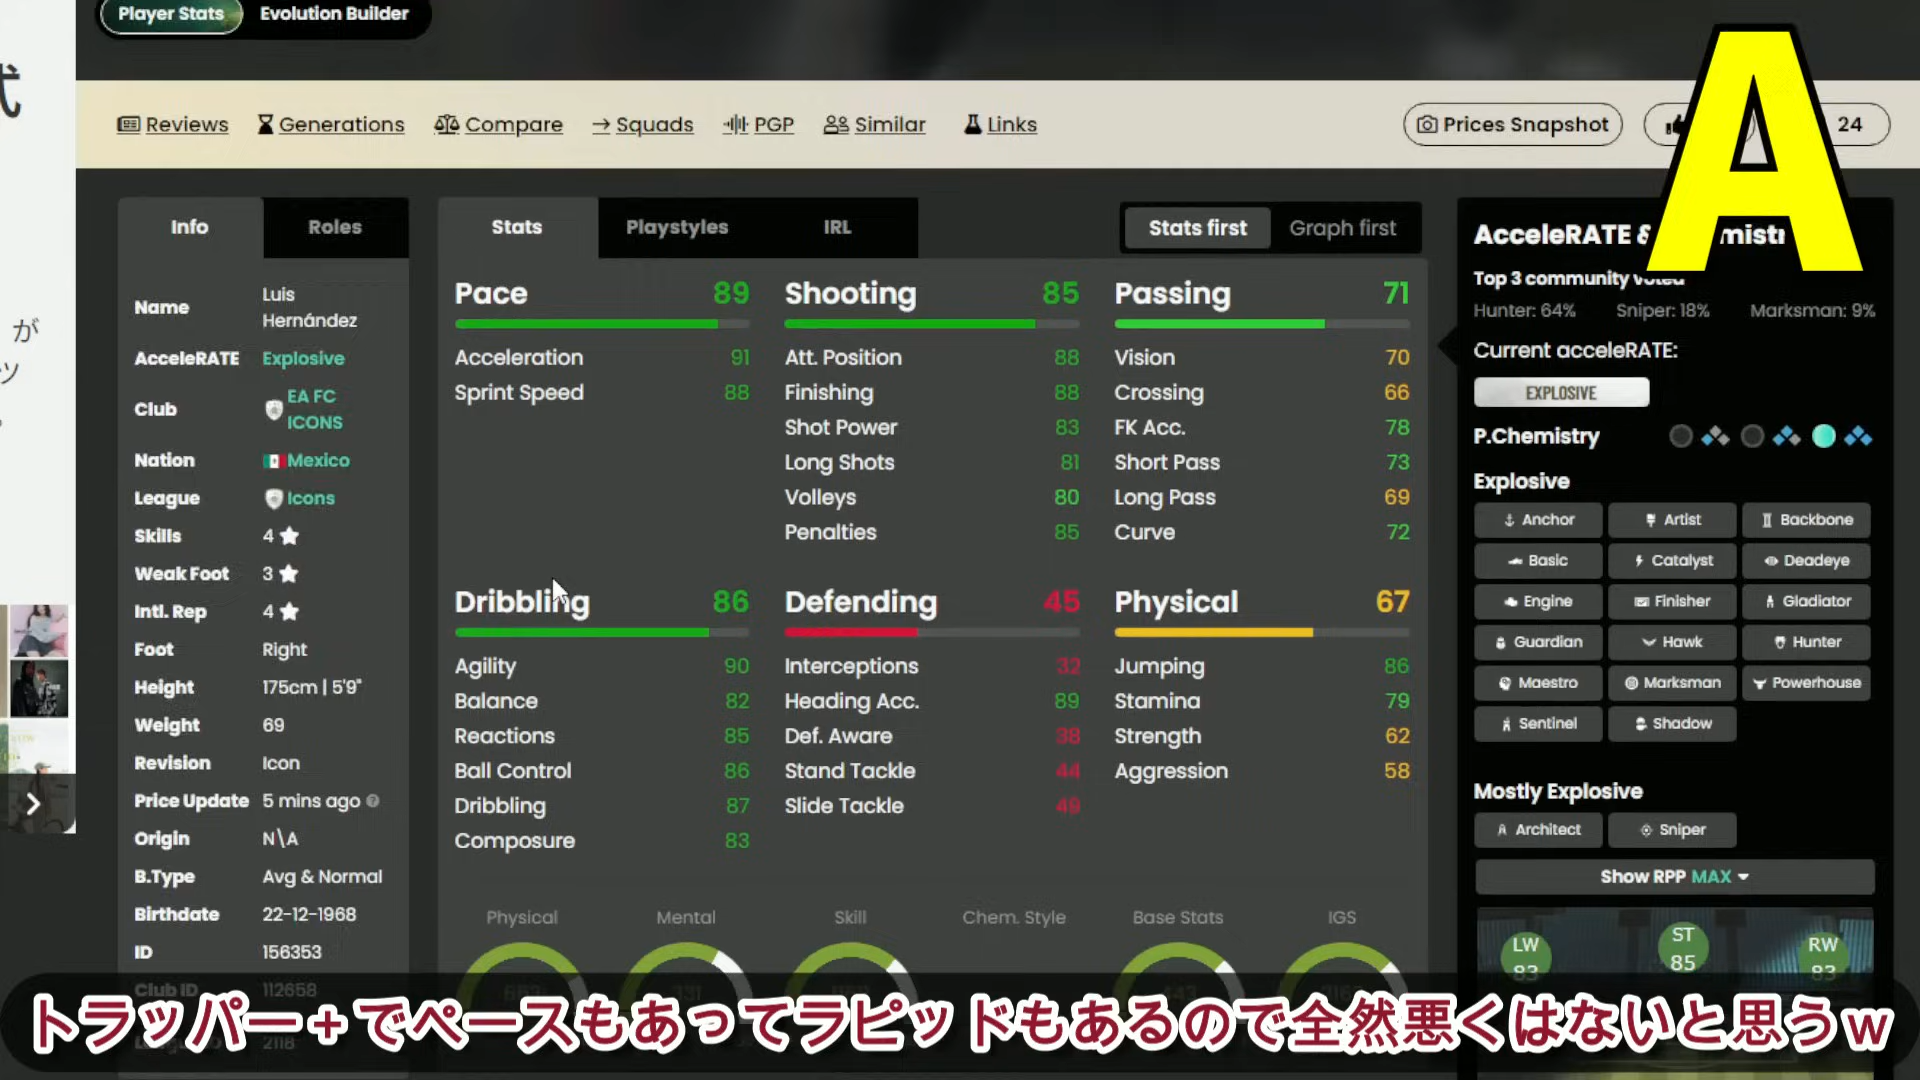 Player Stats
Evolution Builder
A
式
Reviews
Generations
Compare
Squads
PGP
Similar
Links
Prices Snapshot
24
が
ツ
Info
Roles
Name Luis Hernández
AcceleRATE Explosive
Club EA FC ICONS
Nation Mexico
League Icons
Skills 4
Weak Foot 3
Intl. Rep 4
Foot Right
Height 175cm | 5'9"
Weight 69
Revision Icon
Price Update 5 mins ago
Origin N\A
B.Type Avg & Normal
Birthdate 22-12-1968
ID 156353
Club ID 112658
2118
Stats
Playstyles
IRL
Stats first
Graph first
Pace 89
Acceleration 91
Sprint Speed 88
Shooting 85
Att. Position 88
Finishing 88
Shot Power 83
Long Shots 81
Volleys 80
Penalties 85
Passing 71
Vision 70
Crossing 66
FK Acc. 78
Short Pass 73
Long Pass 69
Curve 72
Dribbling 86
Agility 90
Balance 82
Reactions 85
Ball Control 86
Dribbling 87
Composure 83
Defending 45
Interceptions 32
Heading Acc. 89
Def. Aware 38
Stand Tackle 44
Slide Tackle 49
Physical 67
Jumping 86
Stamina 79
Strength 62
Aggression 58
Physical
Mental
Skill
Chem. Style
Base Stats
IGS
AcceleRATE &
Top 3 community voted
Hunter: 64%
Sniper: 18%
Marksman: 9%
Current acceleRATE:
EXPLOSIVE
P.Chemistry
Explosive
Anchor
Artist
Backbone
Basic
Catalyst
Deadeye
Engine
Finisher
Gladiator
Guardian
Hawk
Hunter
Maestro
Marksman
Powerhouse
Sentinel
Shadow
Mostly Explosive
Architect
Sniper
Show RPP MAX
LW 83
ST 85
RW 83
トラッパー＋でペースもあってラピッドもあるので全然悪くはないと思うｗ